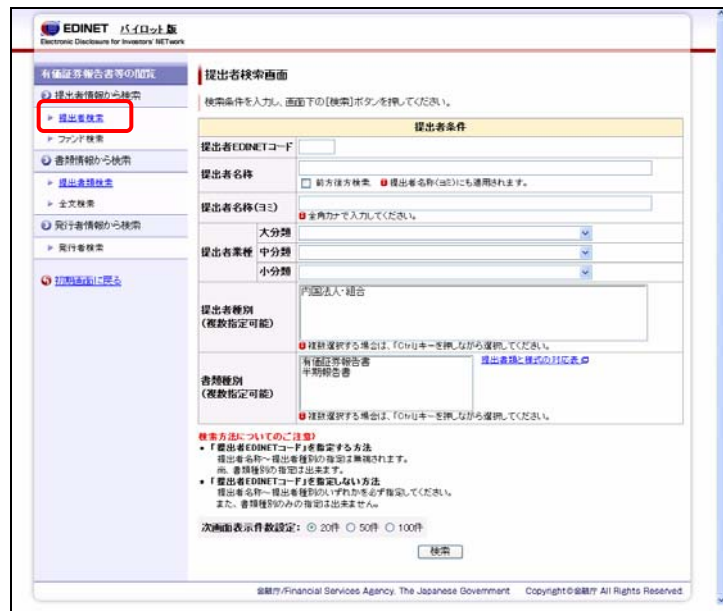 EDINET パイロット版
Electronic Disclosure for Investors' NETwork
有価証券報告書等の閲覧
提出者情報から検索
提出者検索
ファンド検索
書類情報から検索
提出書類検索
全文検索
発行者情報から検索
発行者検索
初期画面に戻る
提出者検索画面
検索条件を入力し、画面下の[検索]ボタンを押してください。
提出者条件
提出者EDINETコード
提出者名称
前方後方検索 提出者名称(ヨミ)にも適用されます。
提出者名称(ヨミ)
全角カナで入力してください。
提出者業種
大分類
中分類
小分類
提出者種別
(複数指定可能)
内国法人・組合
複数選択する場合は、「Ctrl」キーを押しながら選択してください。
書類種別
(複数指定可能)
有価証券報告書
半期報告書
提出書類と様式の対応表
複数選択する場合は、「Ctrl」キーを押しながら選択してください。
検索方法についてのご注意)
• 「提出者EDINETコード」を指定する方法
提出者名称～提出者種別の指定は無視されます。
尚、書類種別の指定は出来ます。
• 「提出者EDINETコード」を指定しない方法
提出者名称～提出者種別のいずれかを必ず指定してください。
また、書類種別のみの指定は出来ません。
次画面表示件数設定： 20件 50件 100件
検索
金融庁/Financial Services Agency, The Japanese Government Copyright©金融庁 All Rights Reserved.